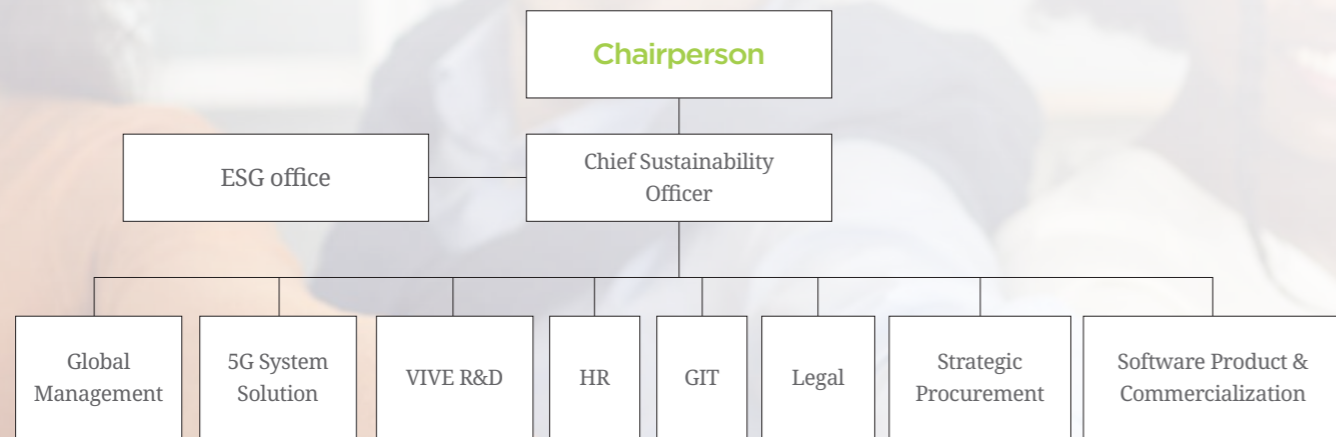 Chairperson
ESG office
Chief Sustainability
Officer
Global
Management
5G System
Solution
VIVE R&D
HR
GIT
Legal
Strategic
Procurement
Software Product &
Commercialization